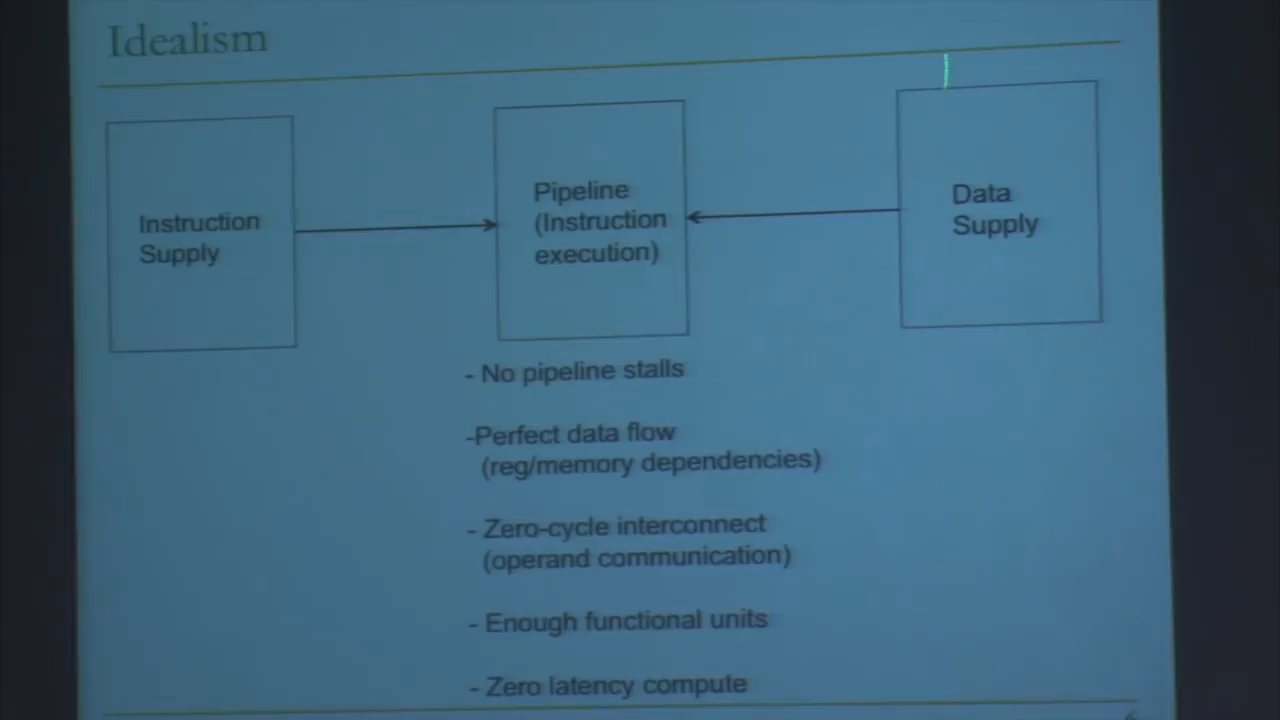 Idealism
Instruction
Supply
Pipeline
(Instruction
execution)
Data
Supply
- No pipeline stalls
-Perfect data flow
(reg/memory dependencies)
- Zero-cycle interconnect
(operand communication)
- Enough functional units
- Zero latency compute